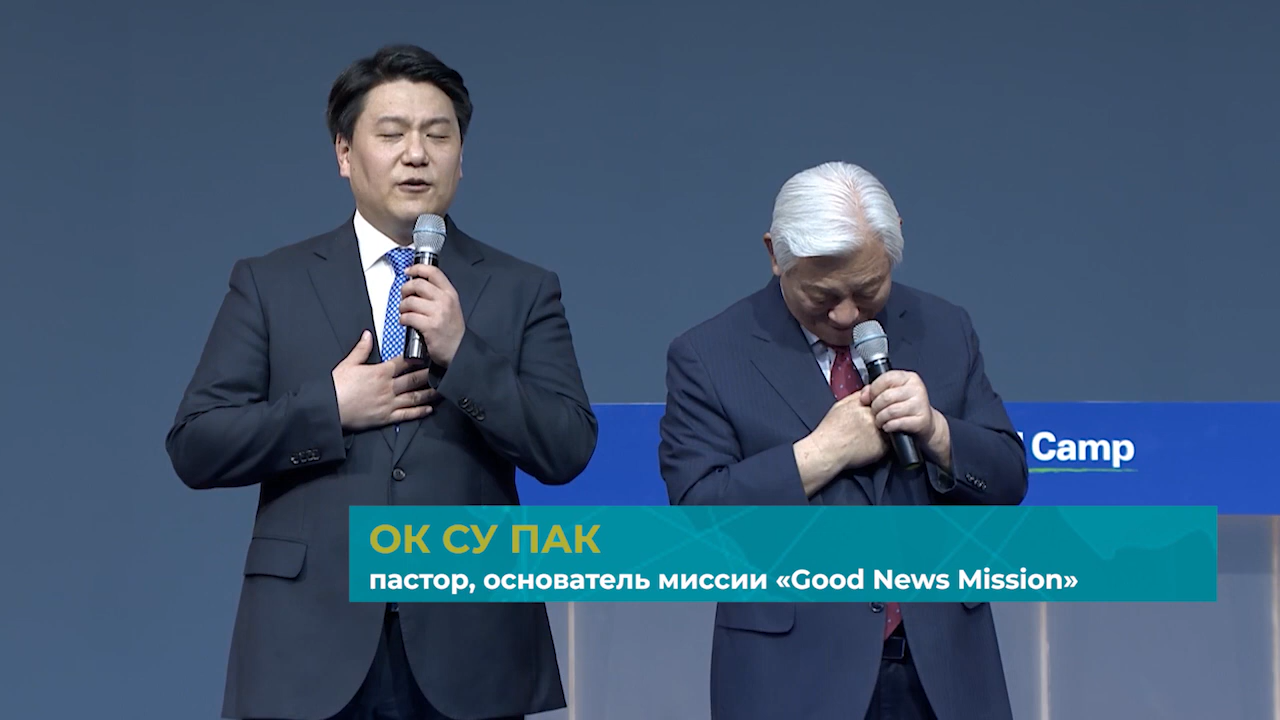 Camp
ОК СУ ПАК
пастор, основатель миссии «Good News Mission»